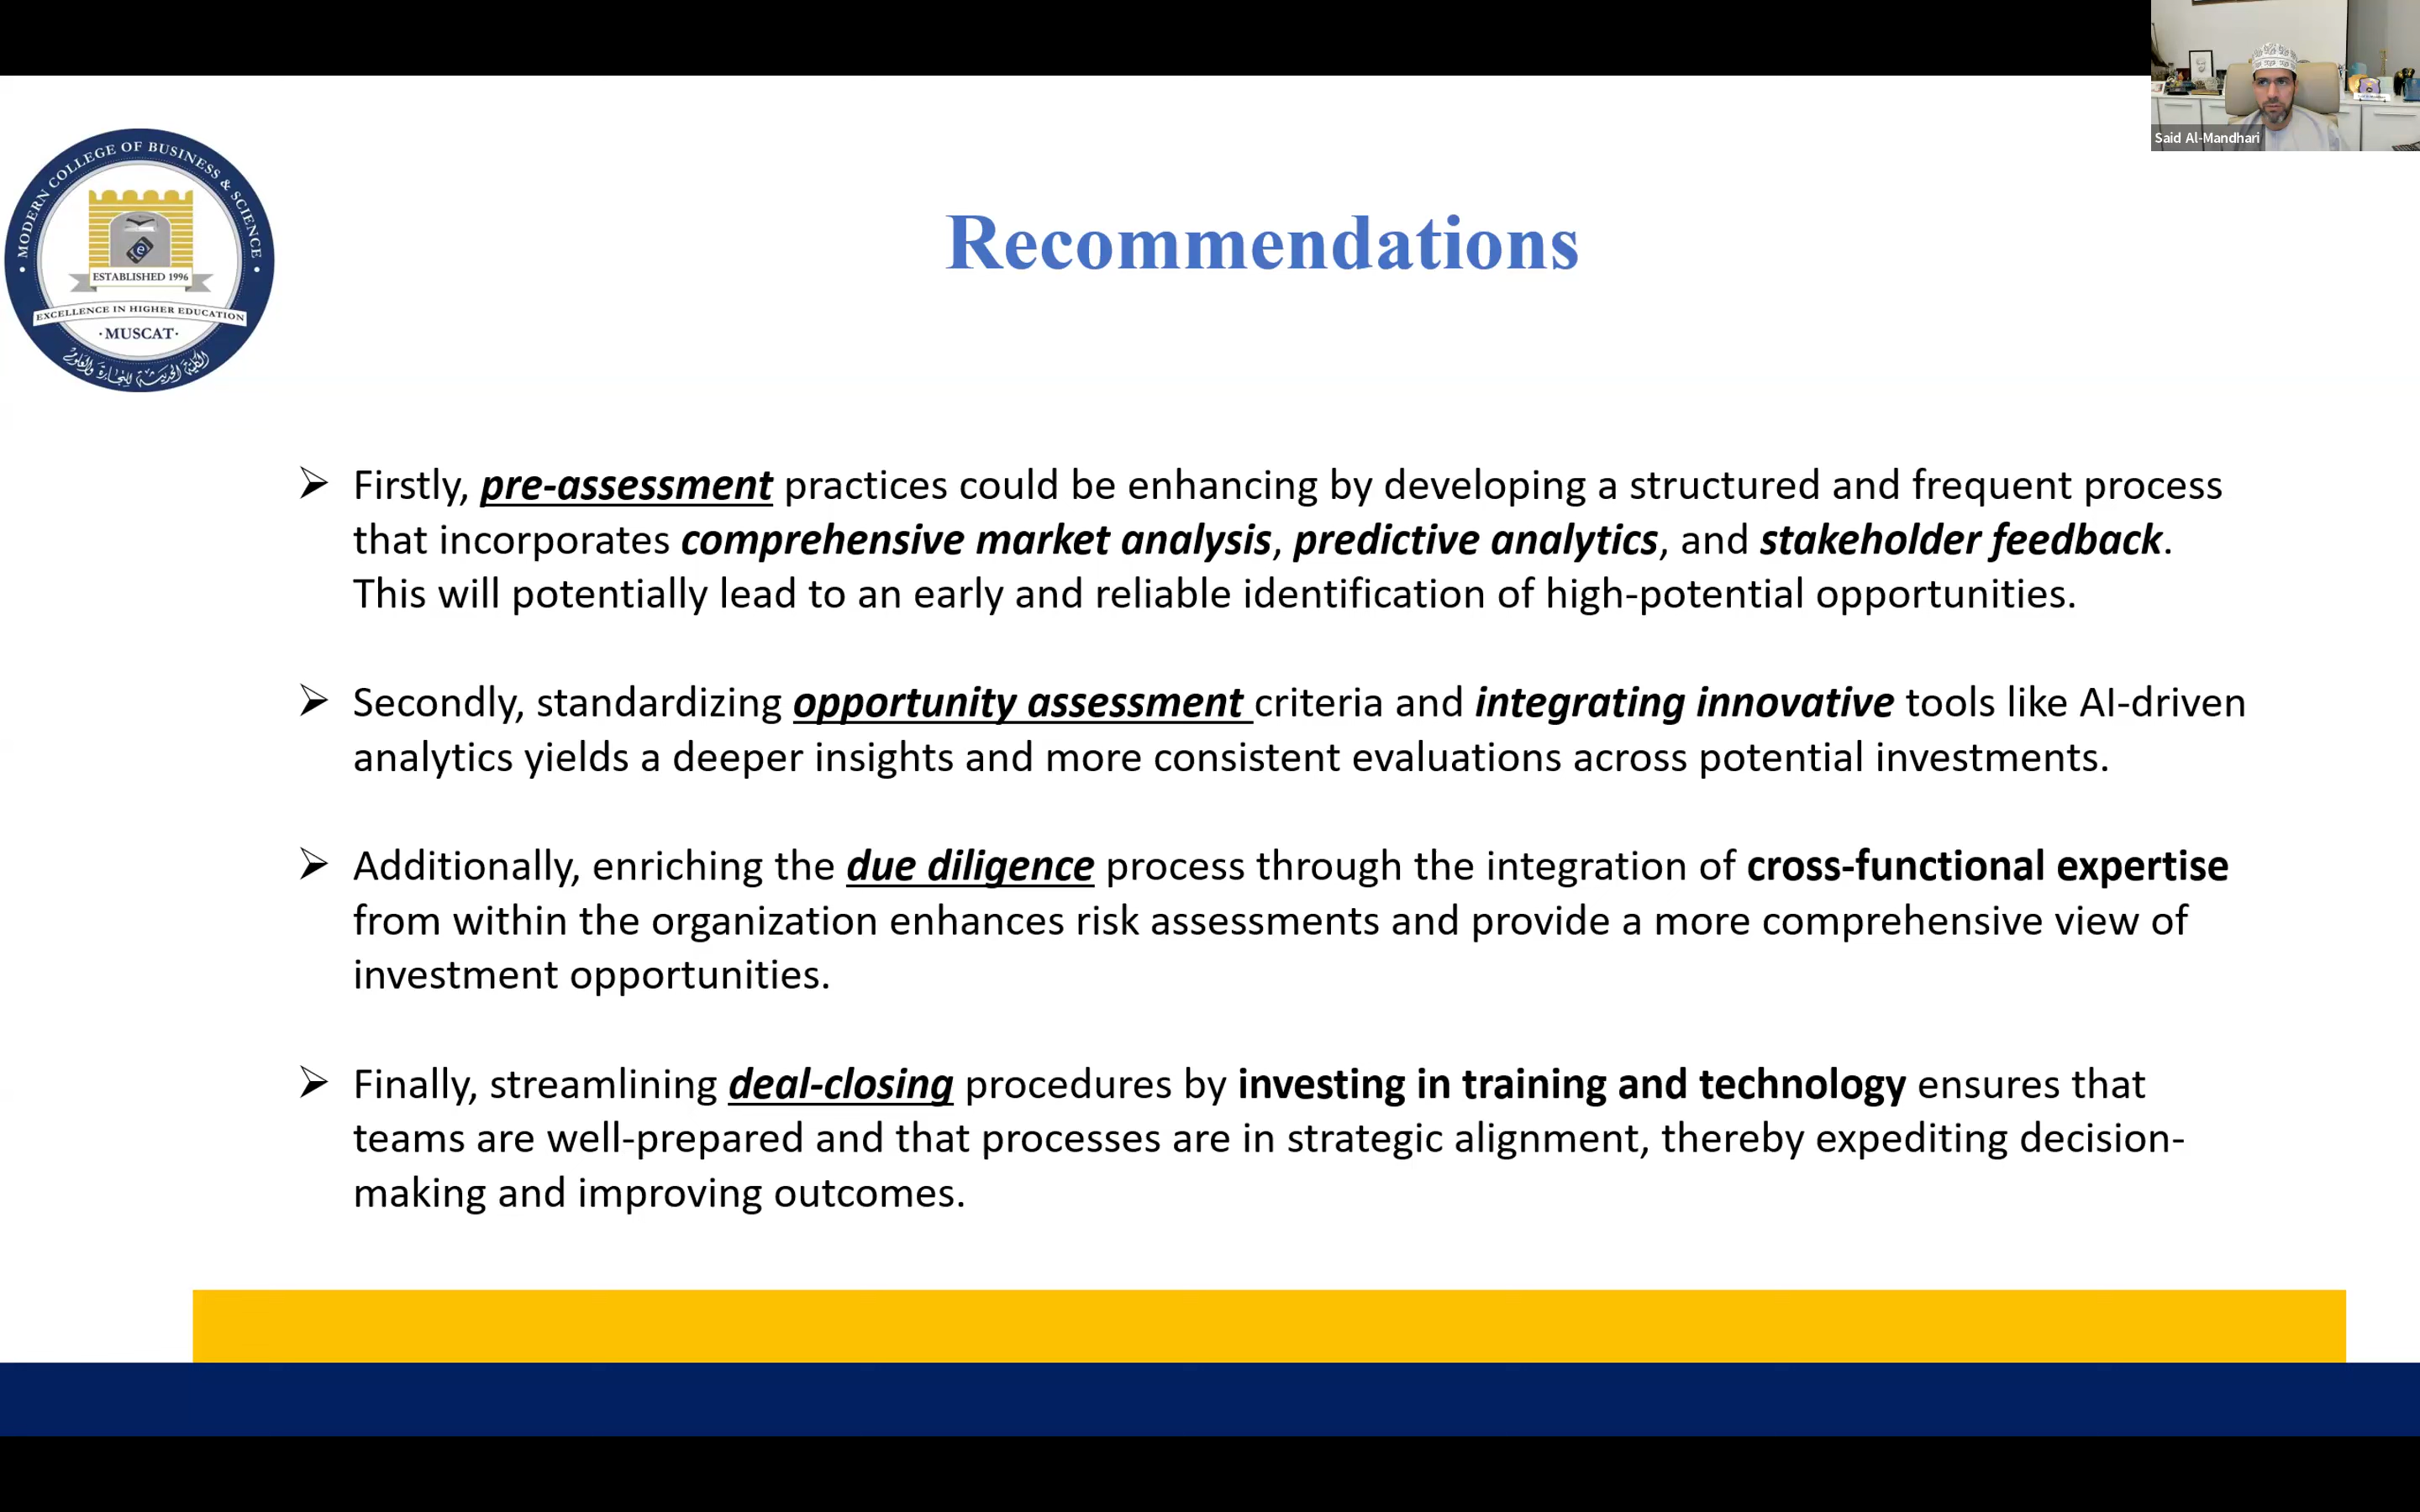 Said Al-Mandhari
MODERN COLLEGE OF BUSINESS & SCIENCE
ESTABLISHED 1996
EXCELLENCE IN HIGHER EDUCATION
·MUSCAT·
الكلية الحديثة للتجارة والعلوم
Recommendations
➢ Firstly, pre-assessment practices could be enhancing by developing a structured and frequent process
that incorporates comprehensive market analysis, predictive analytics, and stakeholder feedback.
This will potentially lead to an early and reliable identification of high-potential opportunities.
➢ Secondly, standardizing opportunity assessment criteria and integrating innovative tools like AI-driven
analytics yields a deeper insights and more consistent evaluations across potential investments.
➢ Additionally, enriching the due diligence process through the integration of cross-functional expertise
from within the organization enhances risk assessments and provide a more comprehensive view of
investment opportunities.
➢ Finally, streamlining deal-closing procedures by investing in training and technology ensures that
teams are well-prepared and that processes are in strategic alignment, thereby expediting decision-
making and improving outcomes.